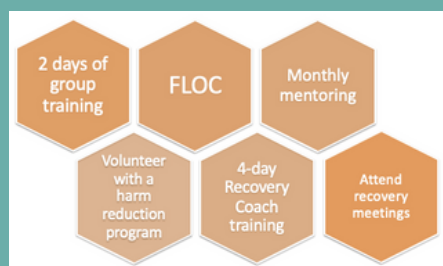 2 days of
group
training
FLOC
Monthly
mentoring
Volunteer
with a
harm
reduction
program
4-day
Recovery
Coach
training
Attend
recovery
meetings